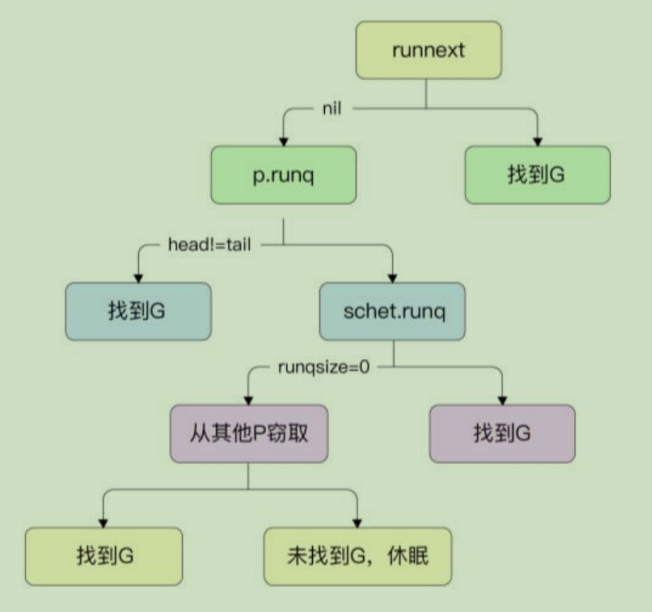 runnext
nil
p.runq
找到G
head!=tail
找到G
schet.runq
runqsize=0
从其他P窃取
找到G
找到G
未找到G，休眠